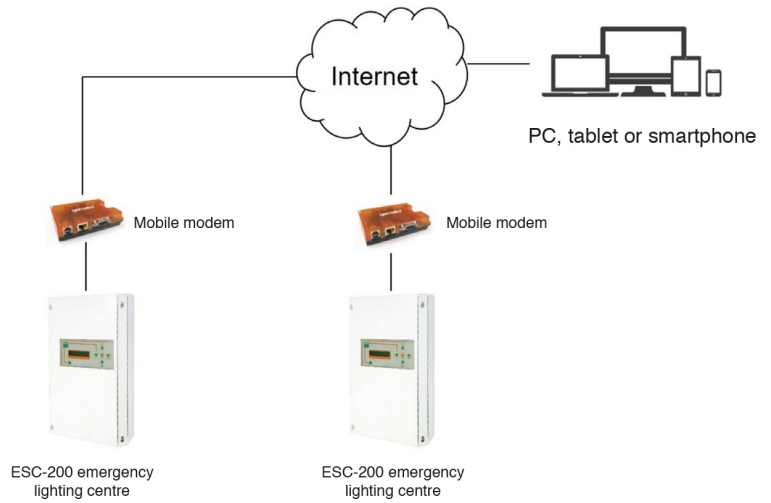 Internet
PC, tablet or smartphone
Mobile modem
Mobile modem
ESC-200 emergency
lighting centre
ESC-200 emergency
lighting centre